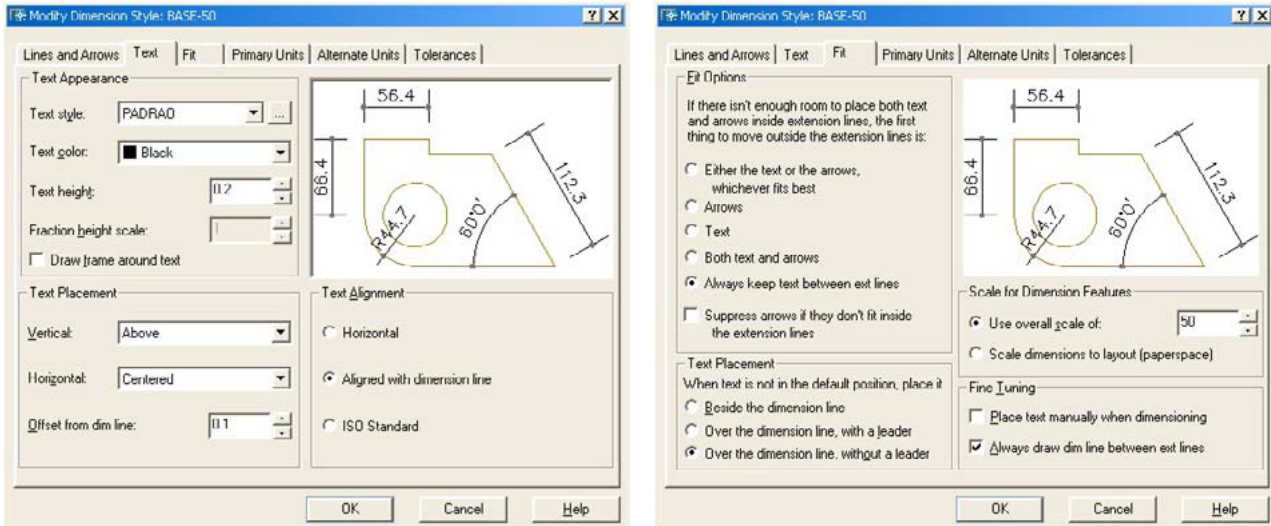 Modify Dimension Style: BASE-50
Lines and Arrows
Text
Fit
Primary Units
Alternate Units
Tolerances
Text Appearance
Text style:
PADRAO
...
Text color:
Black
Text height:
0.2
Fraction height scale:
1
Draw frame around text
56.4
66.4
112.3
R44.7
60°0'
Text Placement
Vertical:
Above
Horizontal:
Centered
Offset from dim line:
0.1
Text Alignment
Horizontal
Aligned with dimension line
ISO Standard
OK
Cancel
Help
Modify Dimension Style: BASE-50
Lines and Arrows
Text
Fit
Primary Units
Alternate Units
Tolerances
Fit Options
If there isn't enough room to place both text
and arrows inside extension lines, the first
thing to move outside the extension lines is:
Either the text or the arrows,
whichever fits best
Arrows
Text
Both text and arrows
Always keep text between ext lines
Suppress arrows if they don't fit inside
the extension lines
Text Placement
When text is not in the default position, place it
Beside the dimension line
Over the dimension line, with a leader
Over the dimension line, without a leader
56.4
66.4
112.3
R44.7
60°0'
Scale for Dimension Features
Use overall scale of:
50
Scale dimensions to layout (paperspace)
Fine Tuning
Place text manually when dimensioning
Always draw dim line between ext lines
OK
Cancel
Help